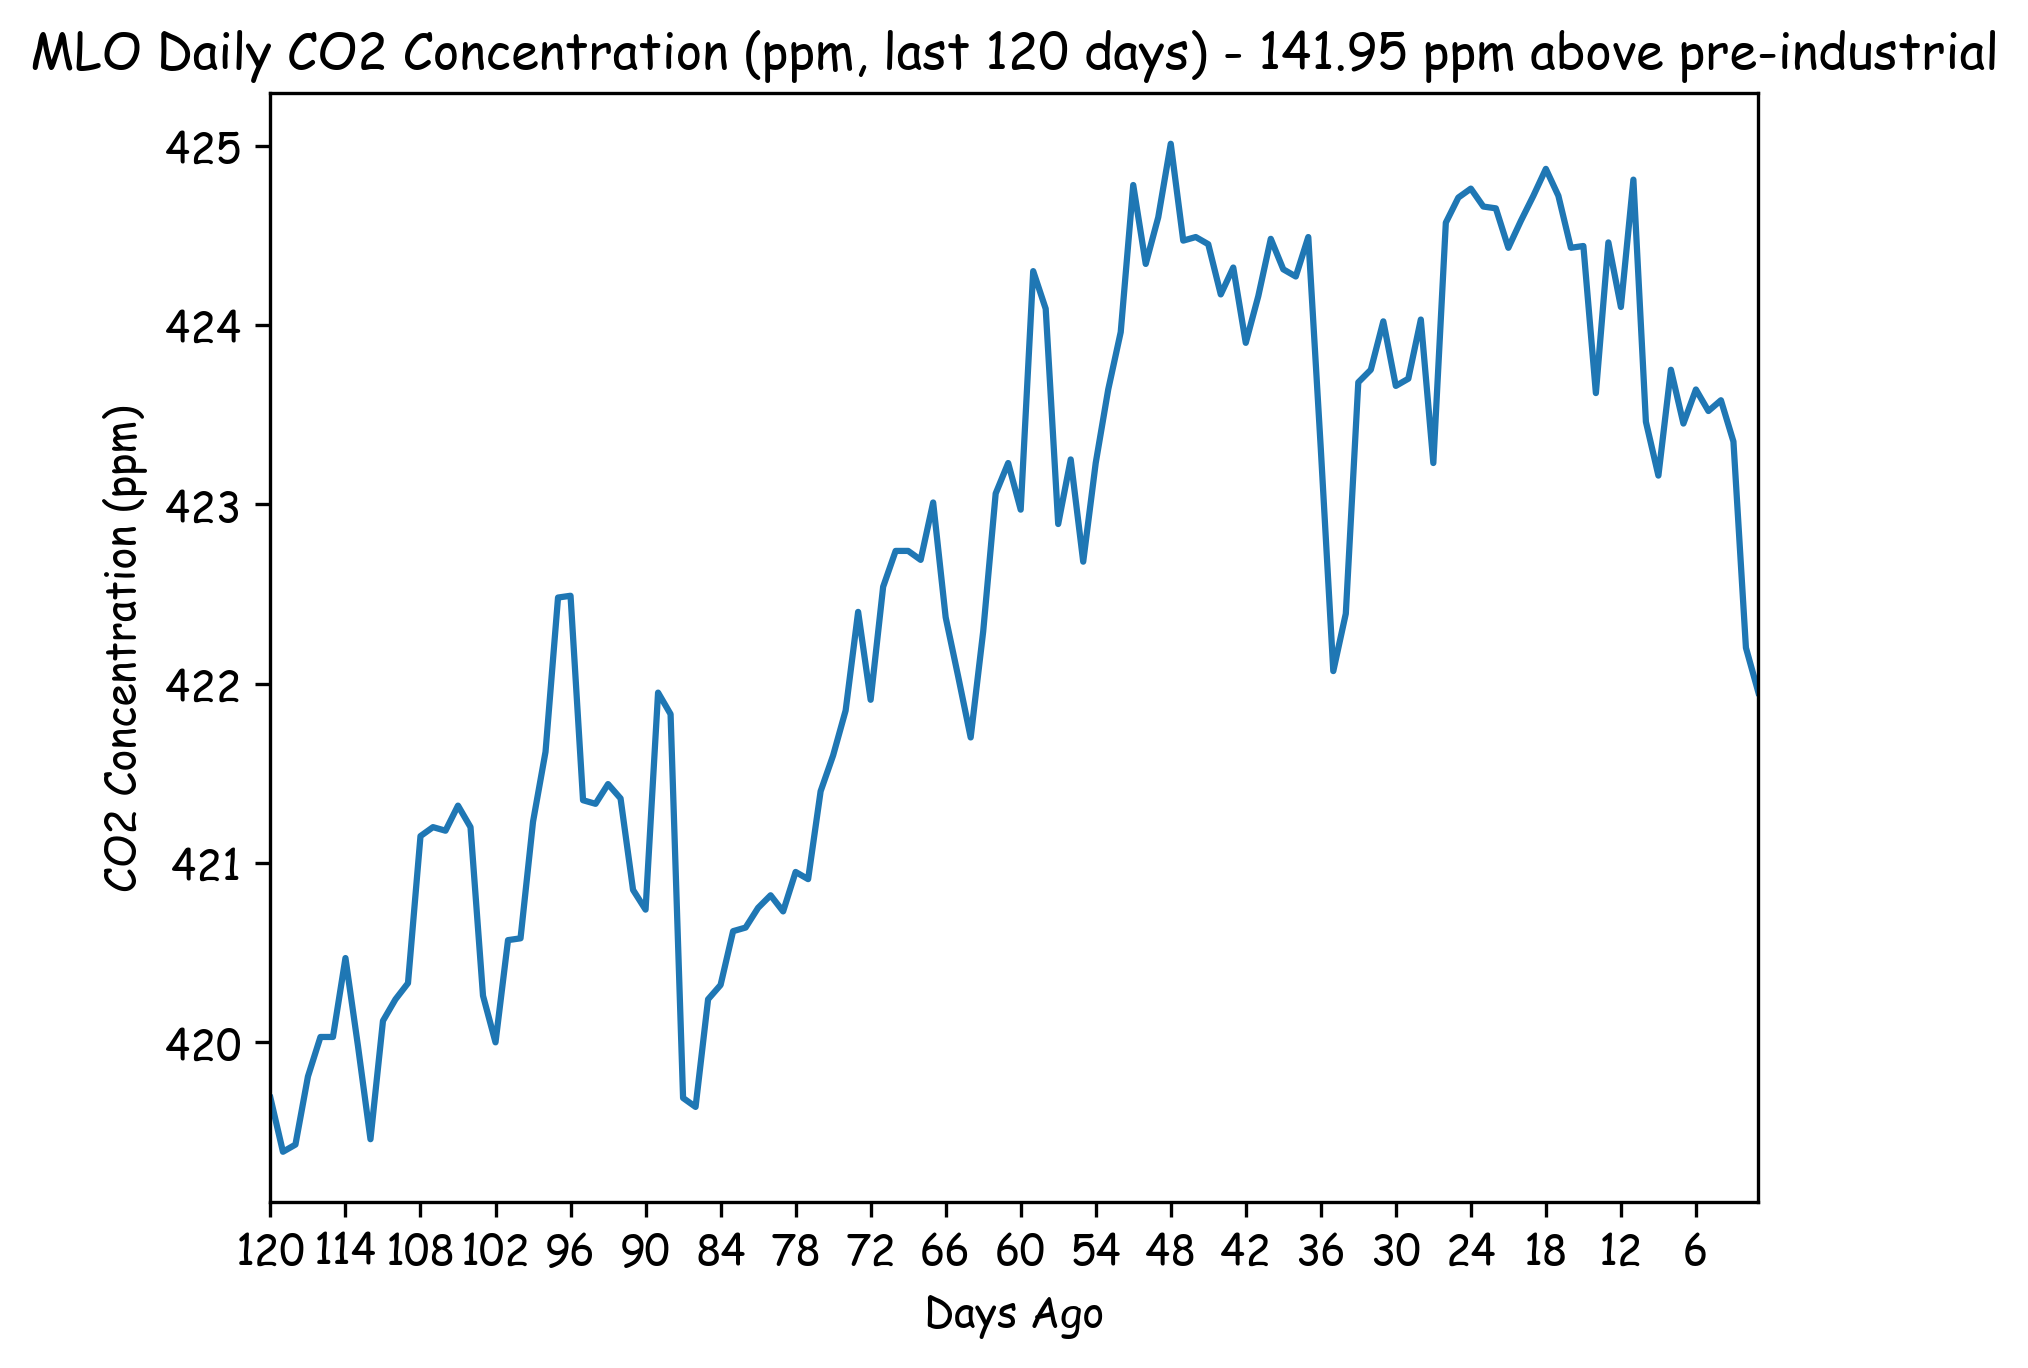 MLO Daily CO2 Concentration (ppm, last 120 days) - 141.95 ppm above pre-industrial
425
424
423
422
421
420
CO2 Concentration (ppm)
120 114 108 102 96 90 84 78 72 66 60 54 48 42 36 30 24 18 12 6
Days Ago